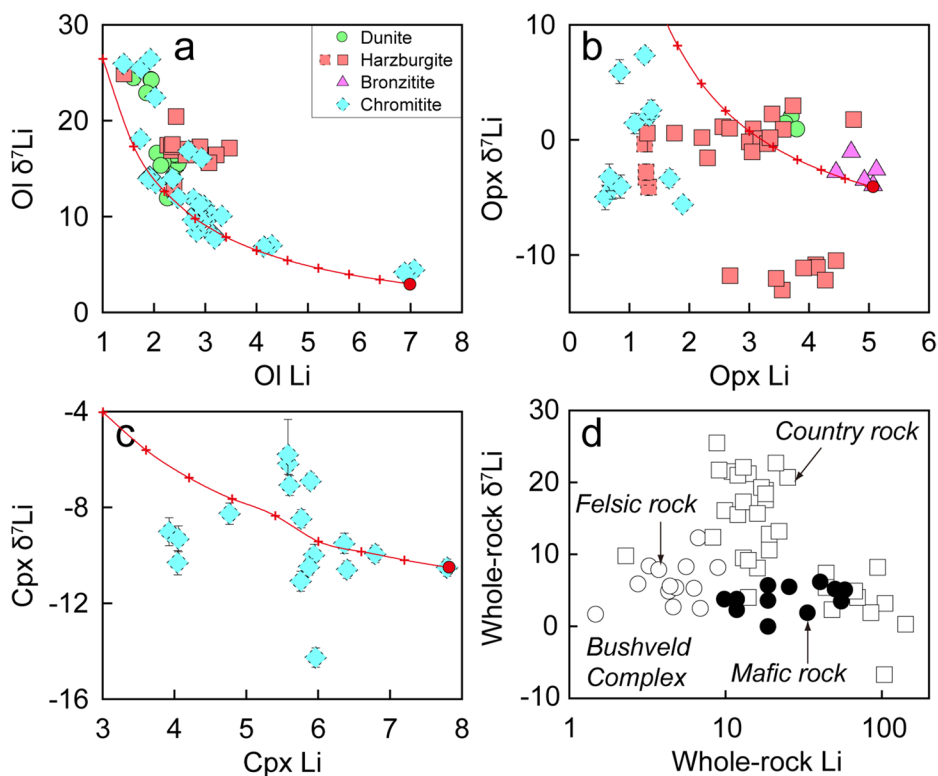 a
Dunite
Harzburgite
Bronzitite
Chromitite
30
20
10
0
Ol δ⁷Li
1 2 3 4 5 6 7 8
Ol Li
b
10
0
-10
Opx δ⁷Li
0 1 2 3 4 5 6
Opx Li
c
-4
-8
-12
-16
Cpx δ⁷Li
3 4 5 6 7 8
Cpx Li
d
30
20
10
0
-10
Whole-rock δ⁷Li
Country rock
Felsic rock
Bushveld
Complex
Mafic rock
1 10 100
Whole-rock Li